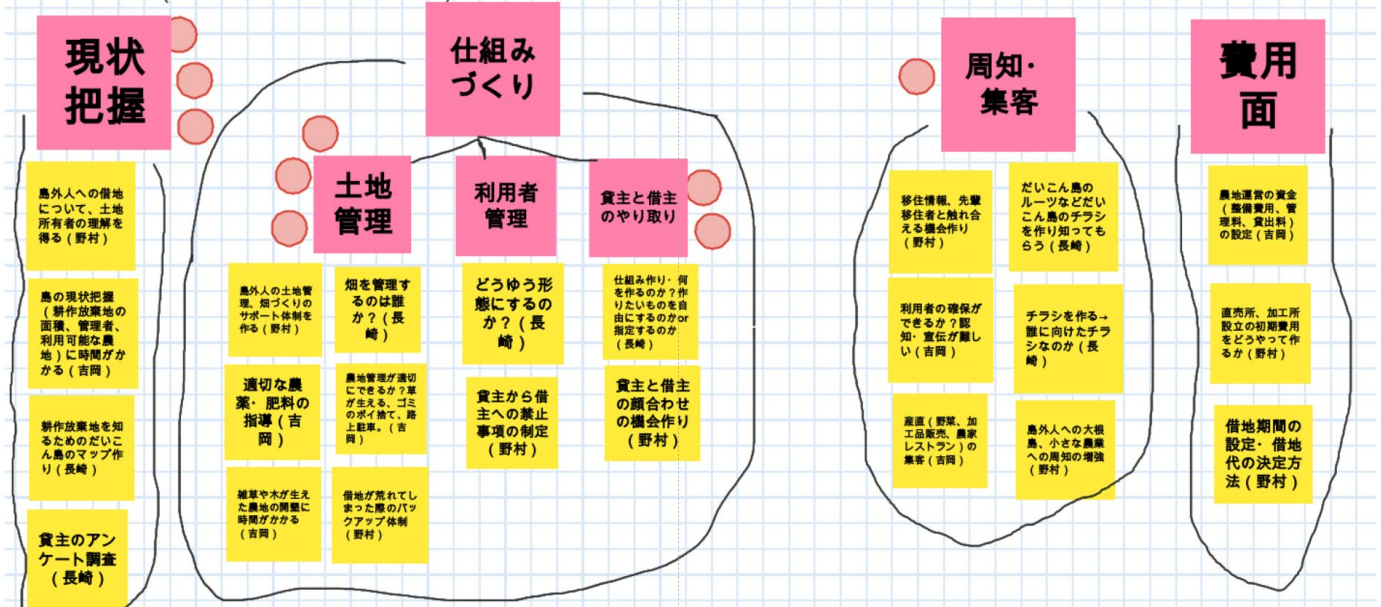 現状
把握
島外人への借地
について、土地
所有者の理解を
得る(野村)
島の現状把握
(耕作放棄地の
面積、管理者、
利用可能な農
地)に時間がか
かる(吉岡)
耕作放棄地を知
るためのだいこ
ん島のマップ作
り(長崎)
貸主のアン
ケート調査
(長崎)
仕組み
づくり
土地
管理
島外人の土地管
理、畑づくりの
サポート体制を
作る(野村)
畑を管理す
るのは誰
か?(長
崎)
適切な農
薬・肥料の
指導(吉
岡)
農地管理が適切
にできるか?草
が生える、ゴミ
のポイ捨て、路
上駐車。(吉
岡)
雑草や木が生え
た農地の開墾に
時間がかかる
(吉岡)
借地が荒れてし
まった際のバッ
クアップ体制
(野村)
利用者
管理
どうゆう形
態にするの
か?(長
崎)
貸主から借
主への禁止
事項の制定
(野村)
貸主と借主
のやり取り
仕組み作り・何
を作るのか?作
りたいものを自
由にするのかor
指定するのか
(長崎)
貸主と借主
の顔合わせ
の機会作り
(野村)
周知・
集客
移住情報、先輩
移住者と触れ合
える機会作り
(野村)
だいこん島の
ルーツなどだい
こん島のチラシ
を作り知っても
らう(長崎)
利用者の確保が
できるか?認
知・宣伝が難し
い(吉岡)
チラシを作る→
誰に向けたチラ
シなのか(長
崎)
産直(野菜、加
工品販売、農家
レストラン)の
集客(吉岡)
島外人への大根
島、小さな農業
への周知の増強
(野村)
費用
面
農地運営の資金
(整備費用、管
理料、貸出料)
の設定(吉岡)
直売所、加工所
設立の初期費用
をどうやって作
るか(野村)
借地期間の
設定・借地
代の決定方
法(野村)